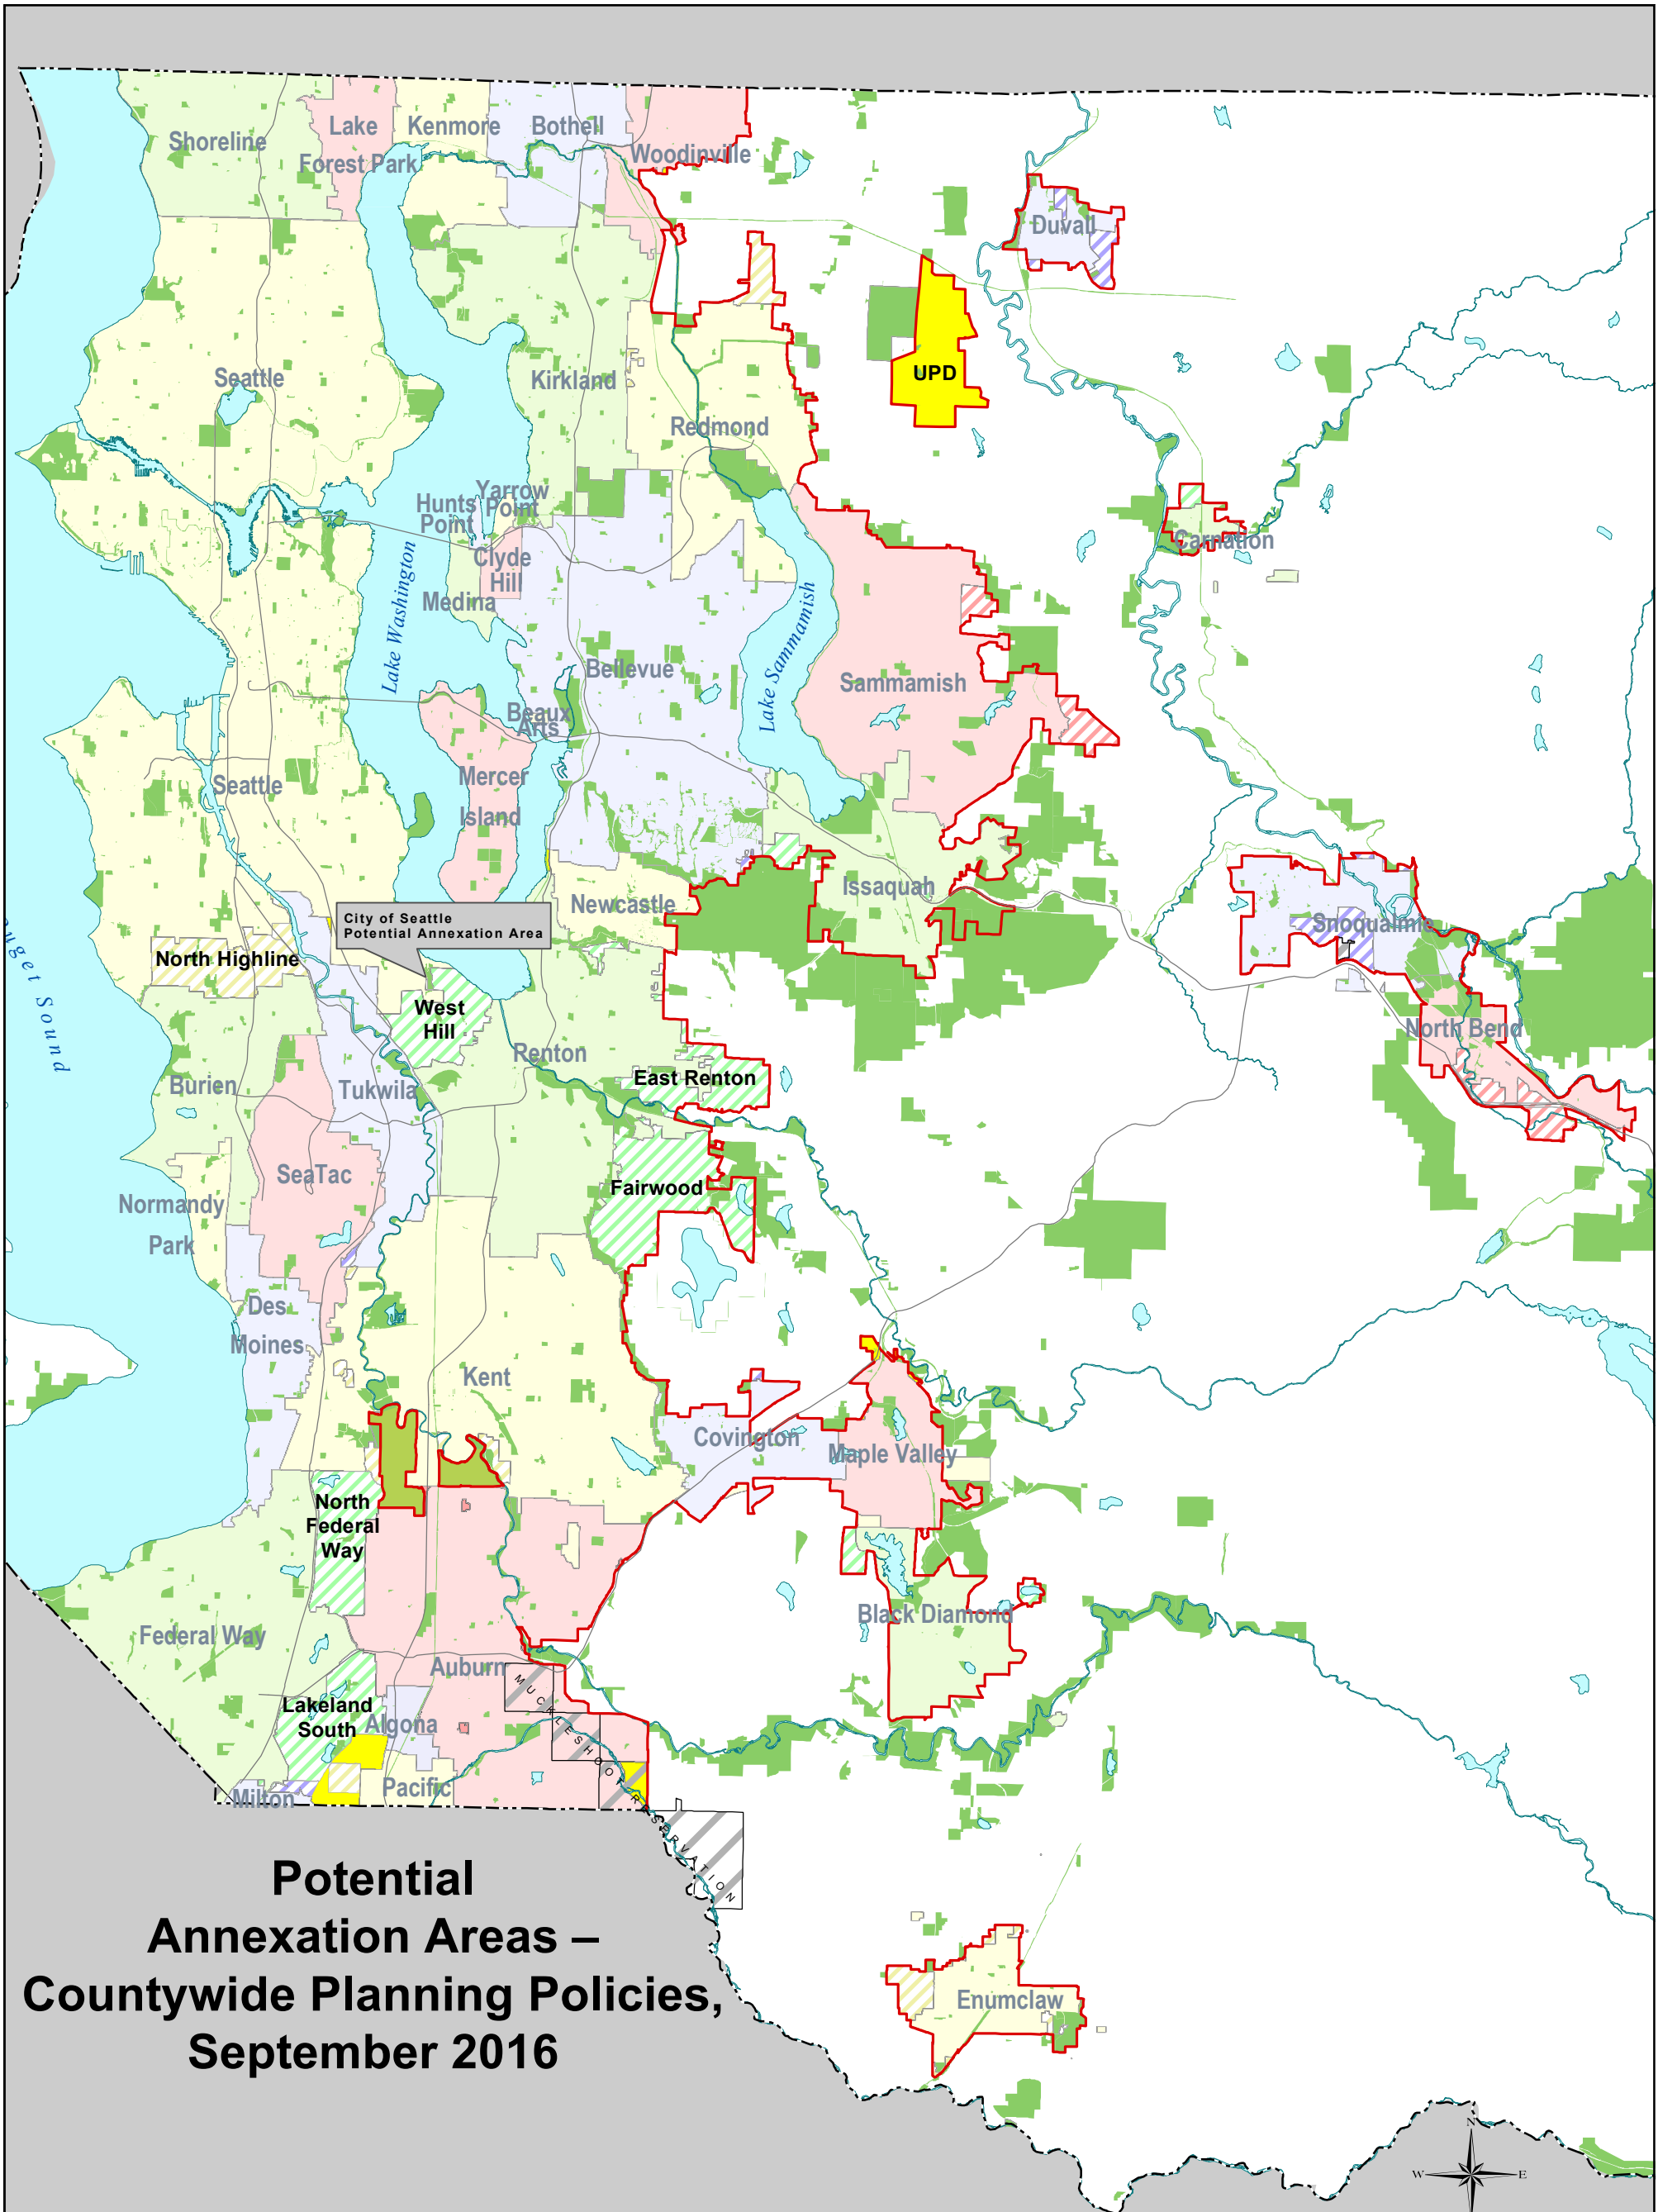 Shoreline
Lake
Forest Park
Kenmore
Bothell
Woodinville
Duvall
Seattle
Kirkland
UPD
Redmond
Hunts
Point
Yarrow
Point
Clyde
Hill
Medina
Carnation
Lake Washington
Lake Sammamish
Bellevue
Sammamish
Beaux
Arts
Mercer
Island
Seattle
Issaquah
Newcastle
City of Seattle
Potential Annexation Area
Snoqualmie
North Highline
West
Hill
North Bend
uget Sound
Renton
East Renton
Burien
Tukwila
SeaTac
Fairwood
Normandy
Park
Des
Moines
Kent
Covington
Maple Valley
North
Federal
Way
Black Diamond
Federal Way
Auburn
MUCKLESHOOT RESERVATION
Lakeland
South
Algona
Milton
Pacific
Potential
Annexation Areas –
Countywide Planning Policies,
September 2016
Enumclaw
N
W
E